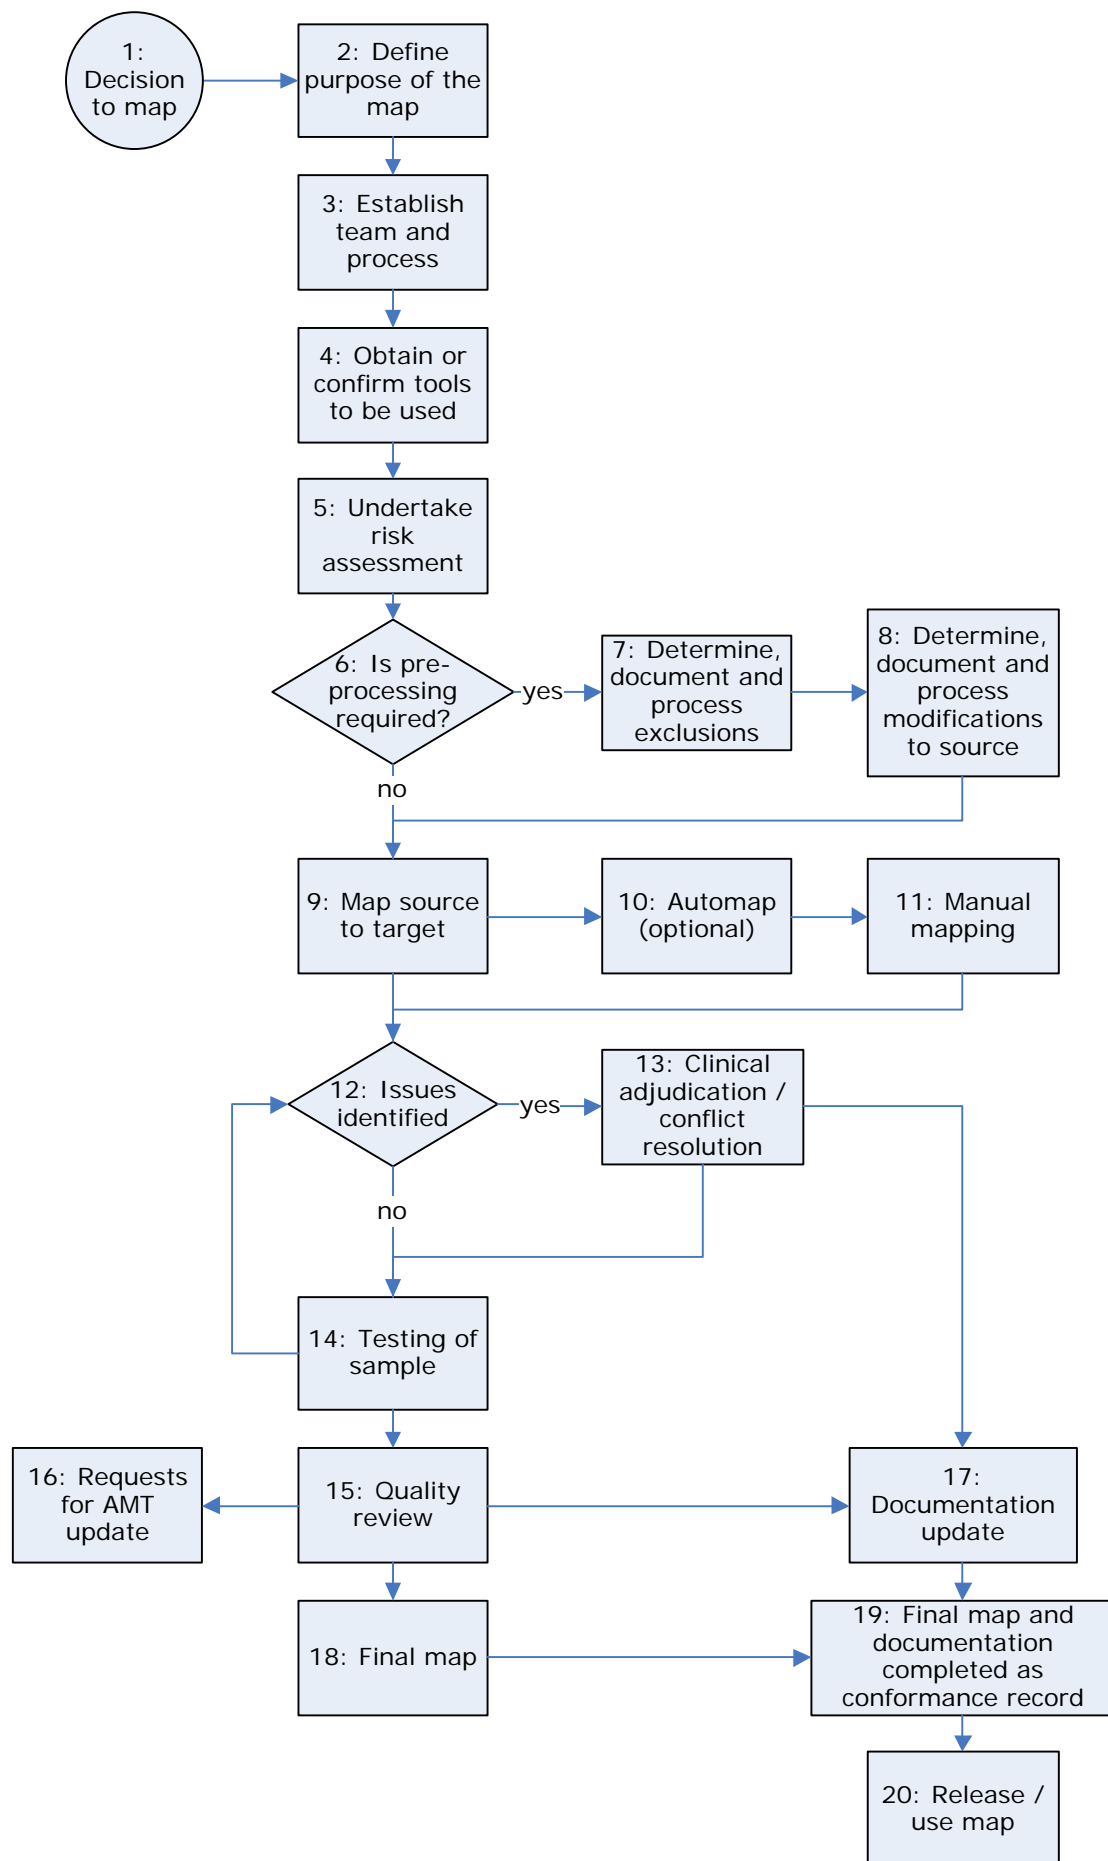 1:
Decision
to map
2: Define
purpose of the
map
3: Establish
team and
process
4: Obtain or
confirm tools
to be used
5: Undertake
risk
assessment
6: Is pre-
processing
required?
yes
7: Determine,
document and
process
exclusions
8: Determine,
document and
process
modifications
to source
no
9: Map source
to target
10: Automap
(optional)
11: Manual
mapping
12: Issues
identified
yes
13: Clinical
adjudication /
conflict
resolution
no
14: Testing of
sample
16: Requests
for AMT
update
15: Quality
review
17:
Documentation
update
18: Final map
19: Final map and
documentation
completed as
conformance record
20: Release /
use map